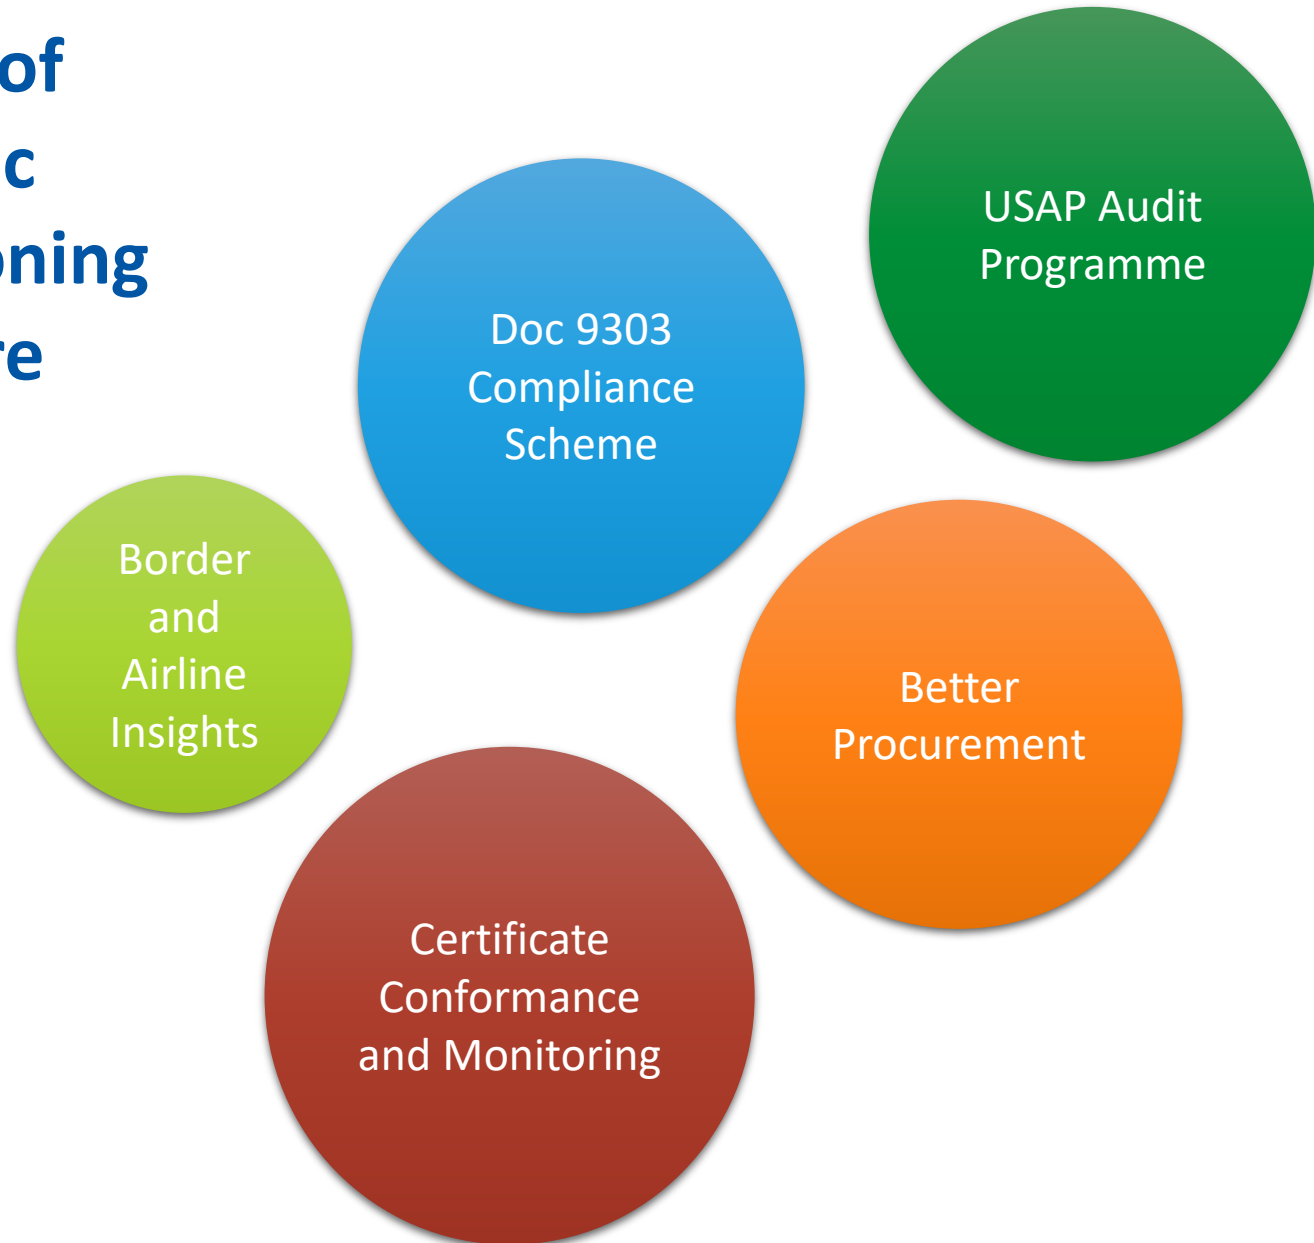 of
c
oning
re
Doc 9303
Compliance
Scheme
USAP Audit
Programme
Border
and
Airline
Insights
Better
Procurement
Certificate
Conformance
and Monitoring